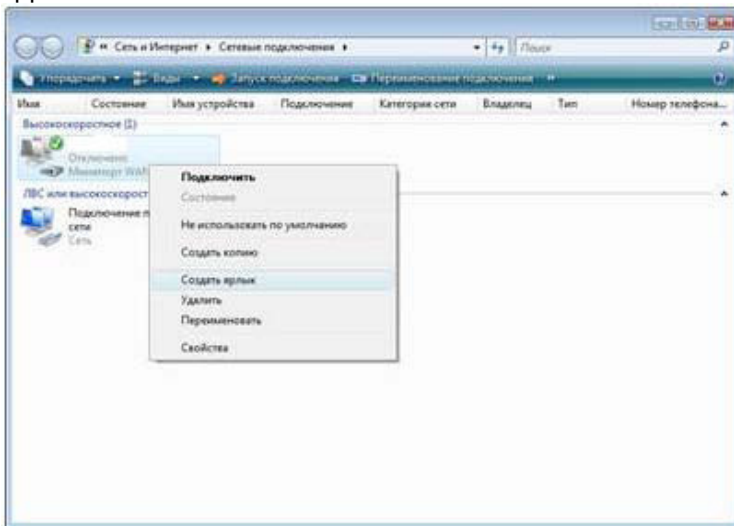 « Сеть и Интернет ▸ Сетевые подключения ▸ Поиск
Упорядочить Виды Запуск подключения Переименование подключения »
Имя Состояние Имя устройства Подключение Категория сети Владелец Тип Номер телефона...
Высокоскоростное (1)
Отключено
Минипорт WAN
Подключить
Состояние
Не использовать по умолчанию
Создать копию
Создать ярлык
Удалить
Переименовать
Свойства
ЛВС или высокоскорост
Подключение п
сети
Сеть